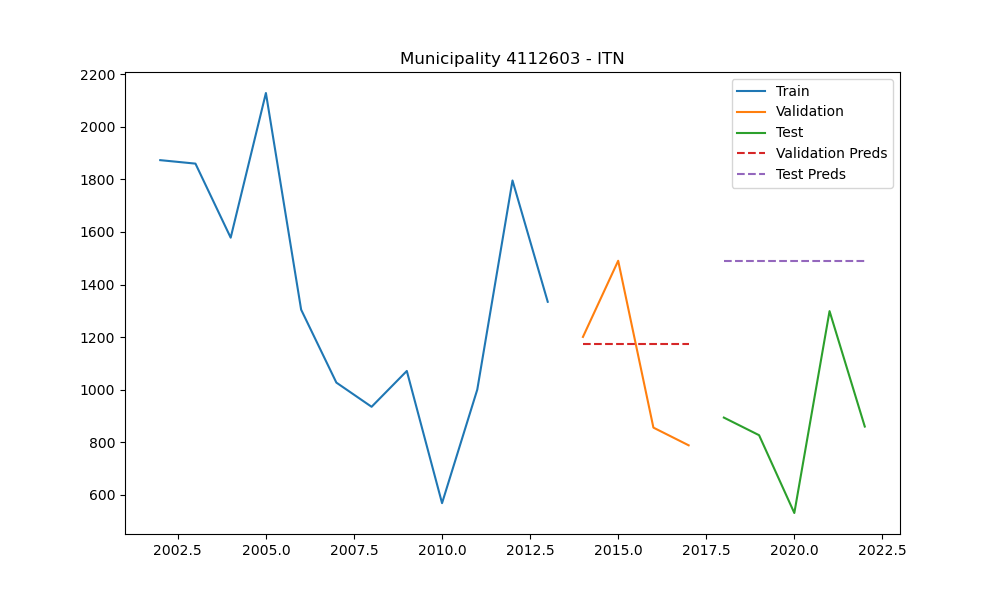 Municipality 4112603 - ITN
2200
2000
1800
1600
1400
1200
1000
800
600
Train
Validation
Test
Validation Preds
Test Preds
2002.5 2005.0 2007.5 2010.0 2012.5 2015.0 2017.5 2020.0 2022.5